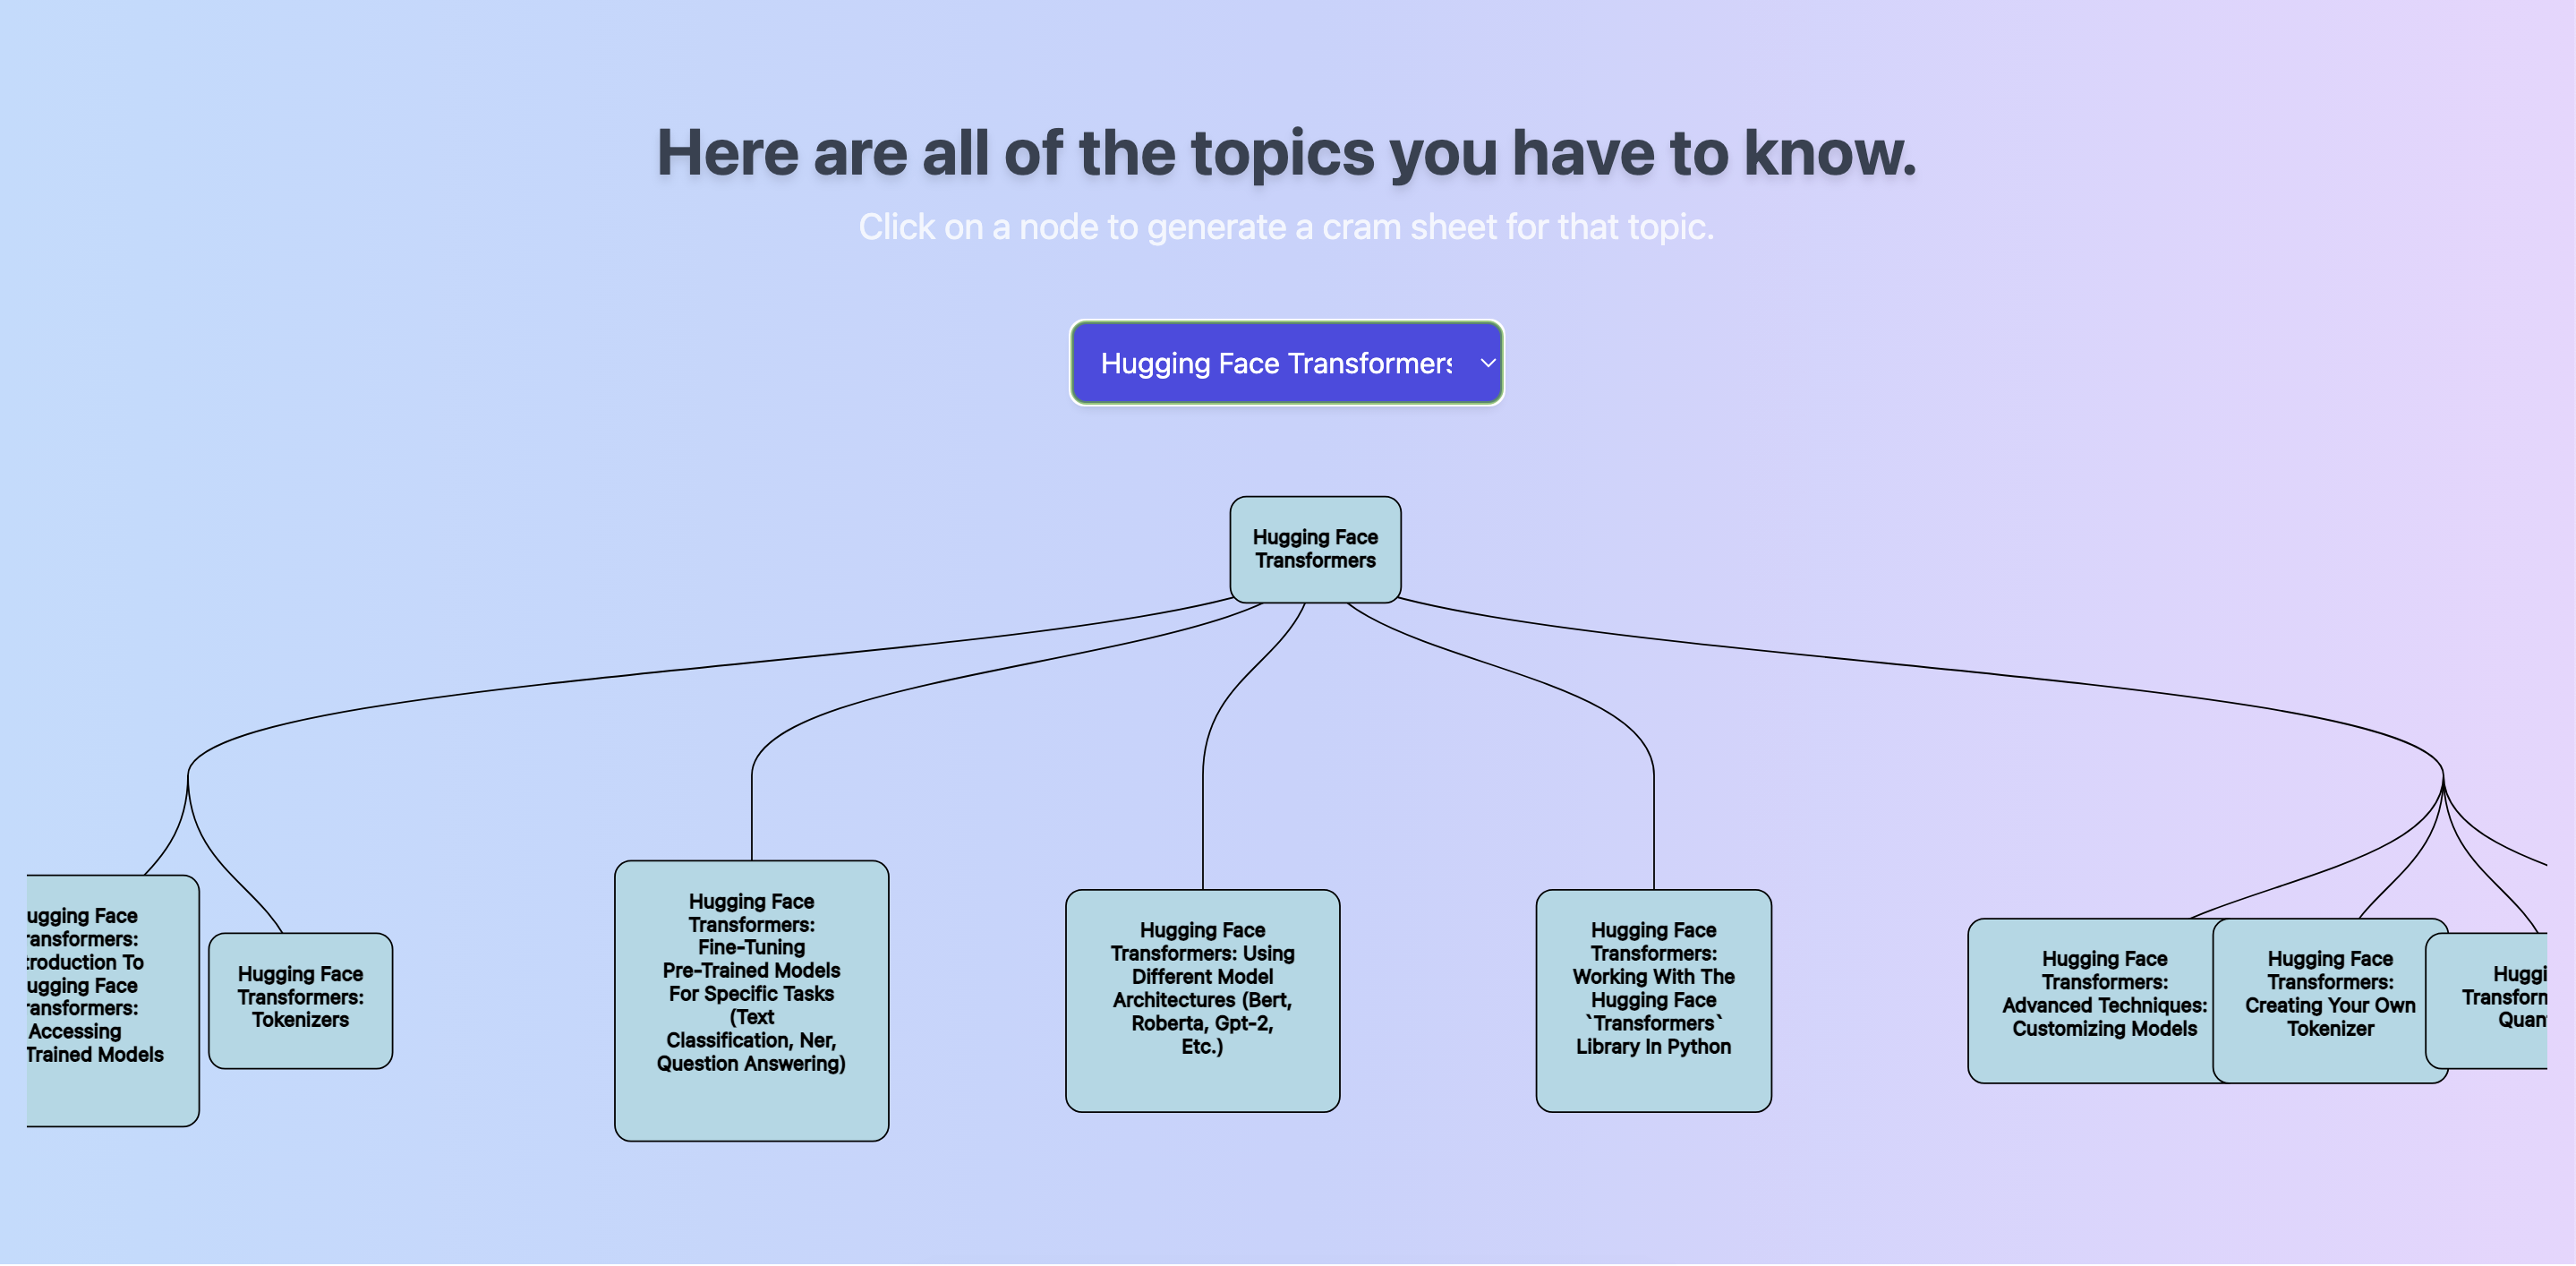 Here are all of the topics you have to know.
Click on a node to generate a cram sheet for that topic.
Hugging Face Transformers
Hugging Face
Transformers
ugging Face
ransformers:
troduction To
ugging Face
ransformers:
Accessing
Trained Models
Hugging Face
Transformers:
Tokenizers
Hugging Face
Transformers:
Fine-Tuning
Pre-Trained Models
For Specific Tasks
(Text
Classification, Ner,
Question Answering)
Hugging Face
Transformers: Using
Different Model
Architectures (Bert,
Roberta, Gpt-2,
Etc.)
Hugging Face
Transformers:
Working With The
Hugging Face
`Transformers`
Library In Python
Hugging Face
Transformers:
Advanced Techniques:
Customizing Models
Hugging Face
Transformers:
Creating Your Own
Tokenizer
Huggi
Transform
Quan